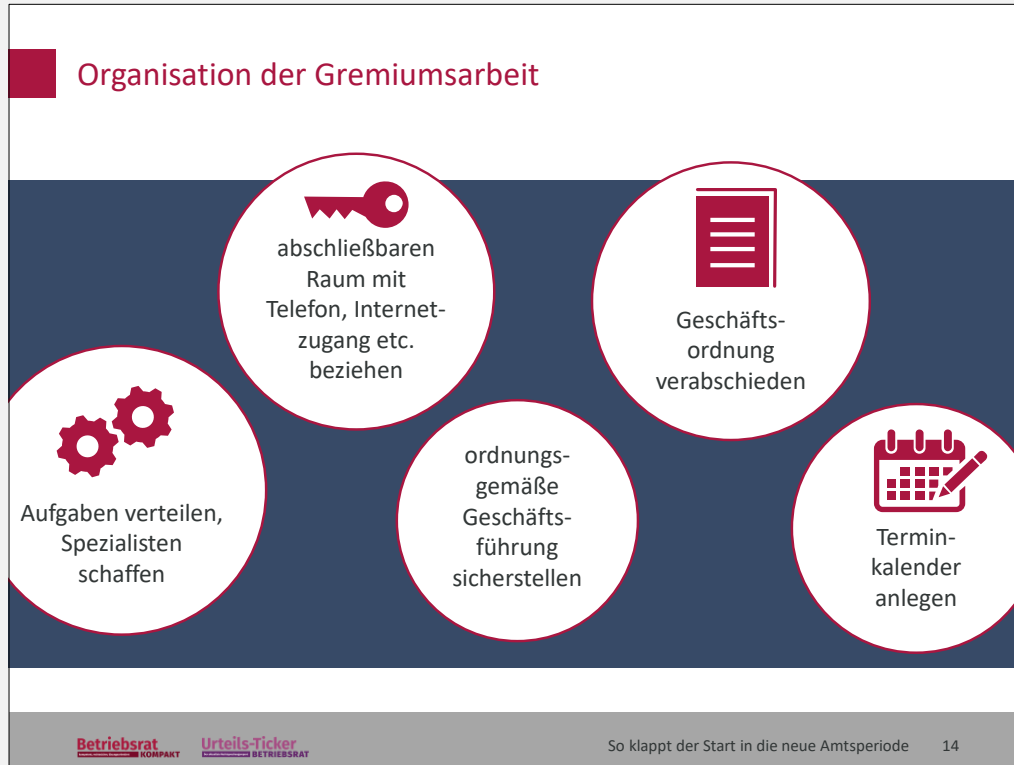 Organisation der Gremiumsarbeit
abschließbaren
Raum mit
Telefon, Internet-
zugang etc.
beziehen
Geschäfts-
ordnung
verabschieden
Aufgaben verteilen,
Spezialisten
schaffen
ordnungs-
gemäße
Geschäfts-
führung
sicherstellen
Termin-
kalender
anlegen
Betriebsrat
KOMPAKT
Urteils-Ticker
BETRIEBSRAT
So klappt der Start in die neue Amtsperiode 14